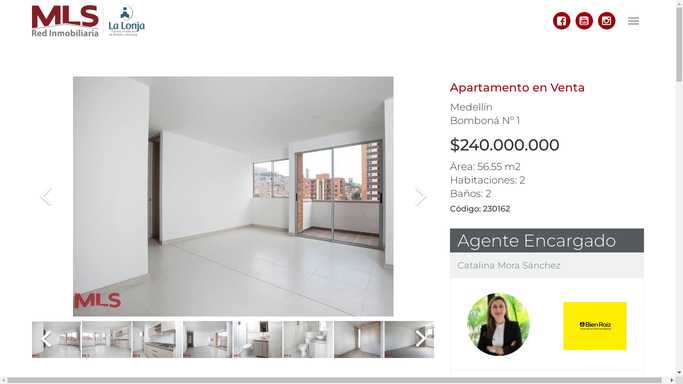 MLS
Red Inmobiliaria
La Lonja
Apartamento en Venta
Medellín
Bomboná Nº 1
$240.000.000
Área: 56.55 m2
Habitaciones: 2
Baños: 2
Código: 230162
MLS
Agente Encargado
Catalina Mora Sánchez
Bien Raíz